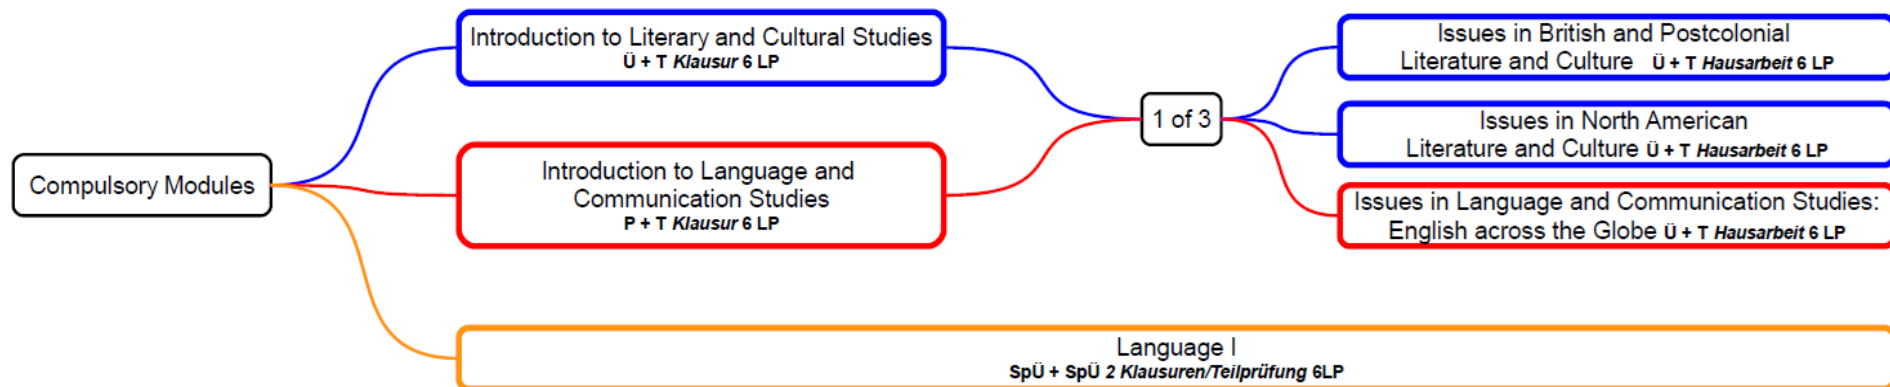 Compulsory Modules
Introduction to Literary and Cultural Studies
Ü + T Klausur 6 LP
Introduction to Language and
Communication Studies
P + T Klausur 6 LP
Language I
SpÜ + SpÜ 2 Klausuren/Teilprüfung 6LP
1 of 3
Issues in British and Postcolonial
Literature and Culture Ü + T Hausarbeit 6 LP
Issues in North American
Literature and Culture Ü + T Hausarbeit 6 LP
Issues in Language and Communication Studies:
English across the Globe Ü + T Hausarbeit 6 LP